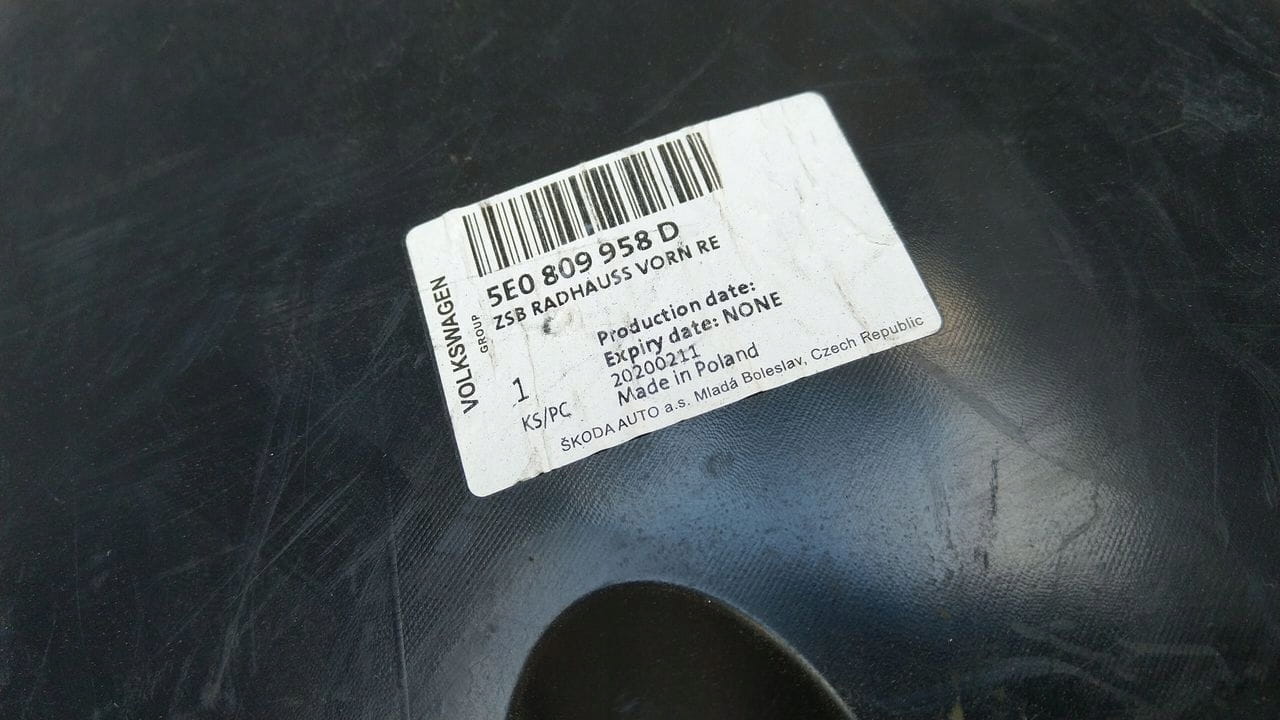 VOLKSWAGEN
GROUP
5E0 809 958 D
ZSB RADHAUSS VORN RE
Production date:
Expiry date: NONE
20200211
Made in Poland
1
KS/PC
ŠKODA AUTO a.s. Mladá Boleslav, Czech Republic